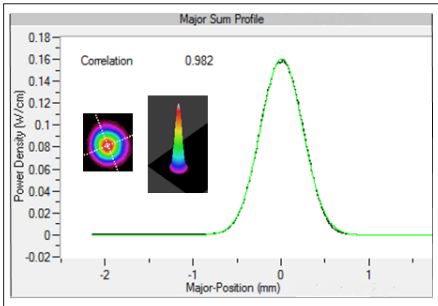 Major Sum Profile
Correlation 0.982
Power Density (W/cm)
0.18
0.16
0.14
0.12
0.1
0.08
0.06
0.04
0.02
0
-0.02
-2 -1 0 1
Major-Position (mm)